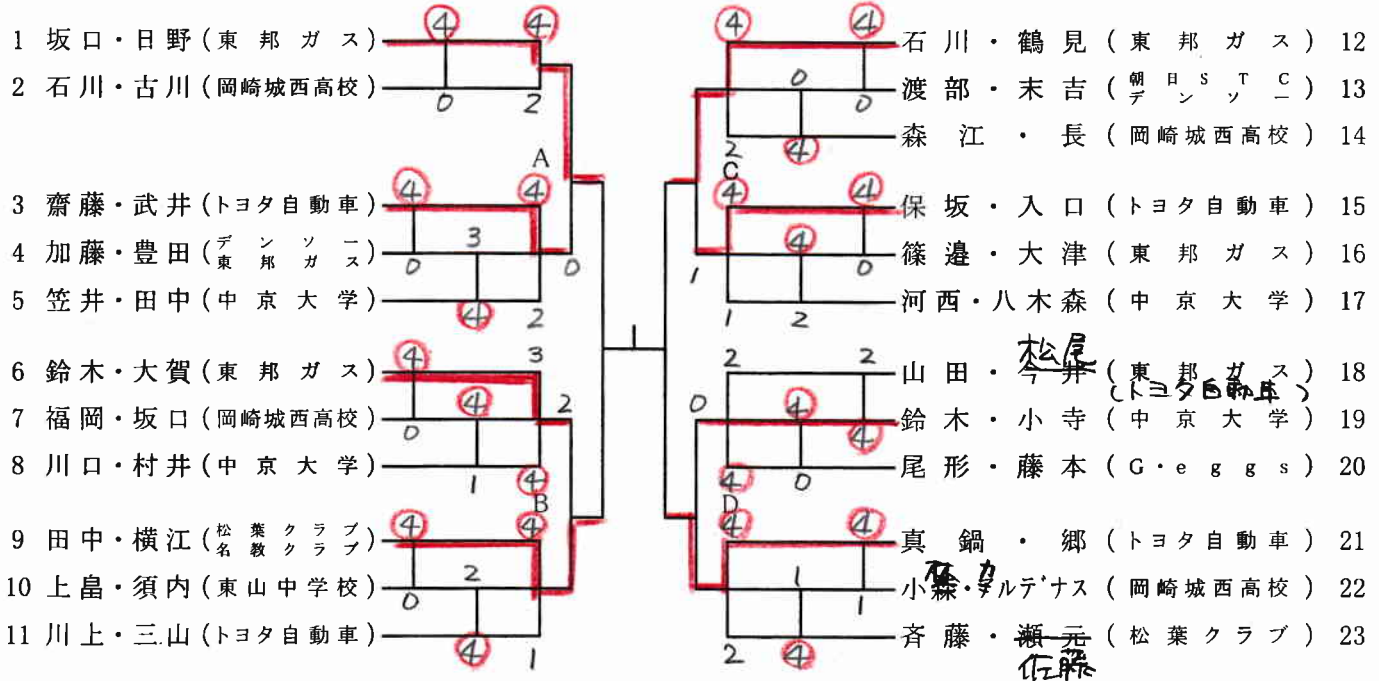 ④ ④
1 坂口・日野(東邦ガス)
2 石川・古川(岡崎城西高校)
0 2
A
④ ④
3 齋藤・武井(トヨタ自動車)
3
4 加藤・豊田(デンソー 東邦ガス)
0 0
5 笠井・田中(中京大学)
④ 2
④ 3
6 鈴木・大賀(東邦ガス)
④ 2
7 福岡・坂口(岡崎城西高校)
0
8 川口・村井(中京大学)
1 ④
B
④ ④
9 田中・横江(松葉クラブ 名教クラブ)
2
10 上畠・須内(東山中学校)
0
11 川上・三山(トヨタ自動車)
④ 1
④ ④
石川・鶴見(東邦ガス) 12
0
渡部・末吉(朝日STC デンソー) 13
0
森江・長(岡崎城西高校) 14
2 ④
C
④ ④
保坂・入口(トヨタ自動車) 15
④
篠邉・大津(東邦ガス) 16
1 0
河西・八木森(中京大学) 17
1 2
松尾
2 2
山田・今井(東邦ガス) 18
(トヨタ自動車)
0 ④
鈴木・小寺(中京大学) 19
④
尾形・藤本(G・eggs) 20
④ 0
D
④ ④
真鍋・郷(トヨタ自動車) 21
1
小森・ルデナス(岡崎城西高校) 22
1
斉藤・瀬元(松葉クラブ) 23
2 ④
佐藤